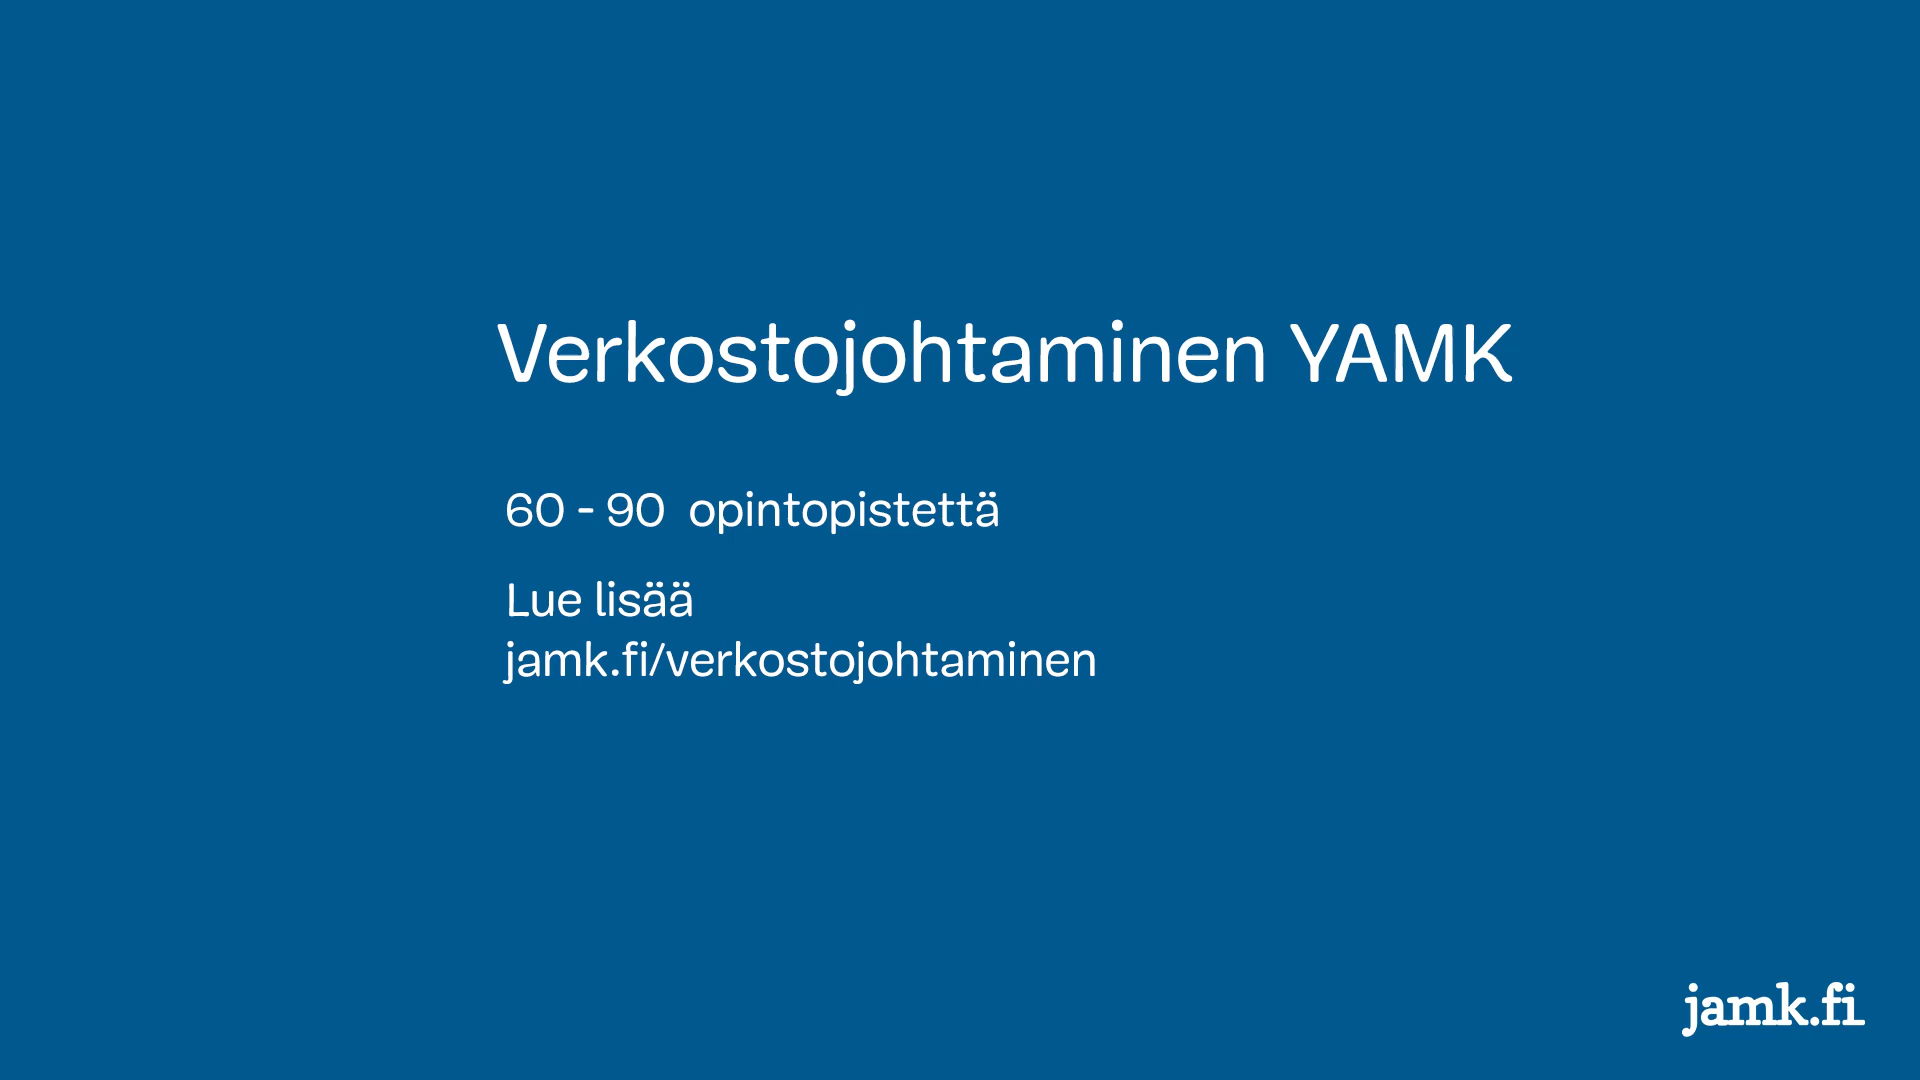 Verkostojohtaminen YAMK
60 - 90 opintopistettä
Lue lisää
jamk.fi/verkostojohtaminen
jamk.fi